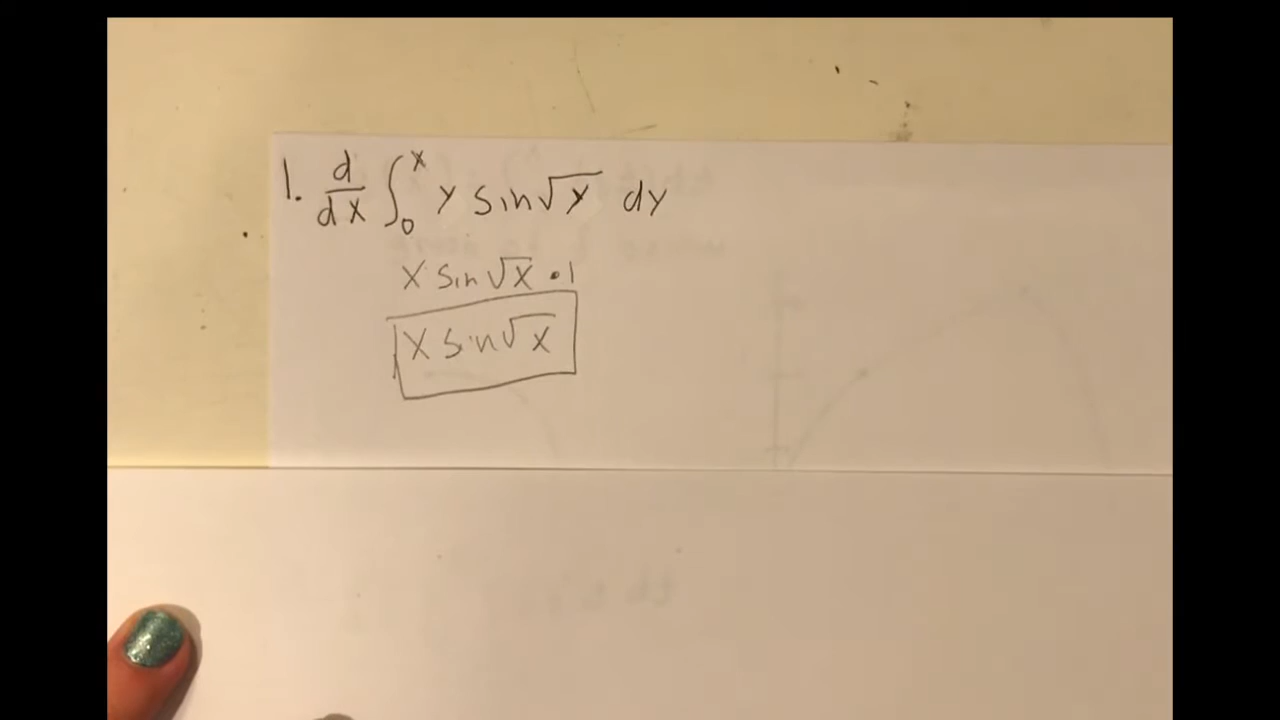 1. d/dx ∫₀ˣ y sin√y dy
x sin√x • 1
x sin√x